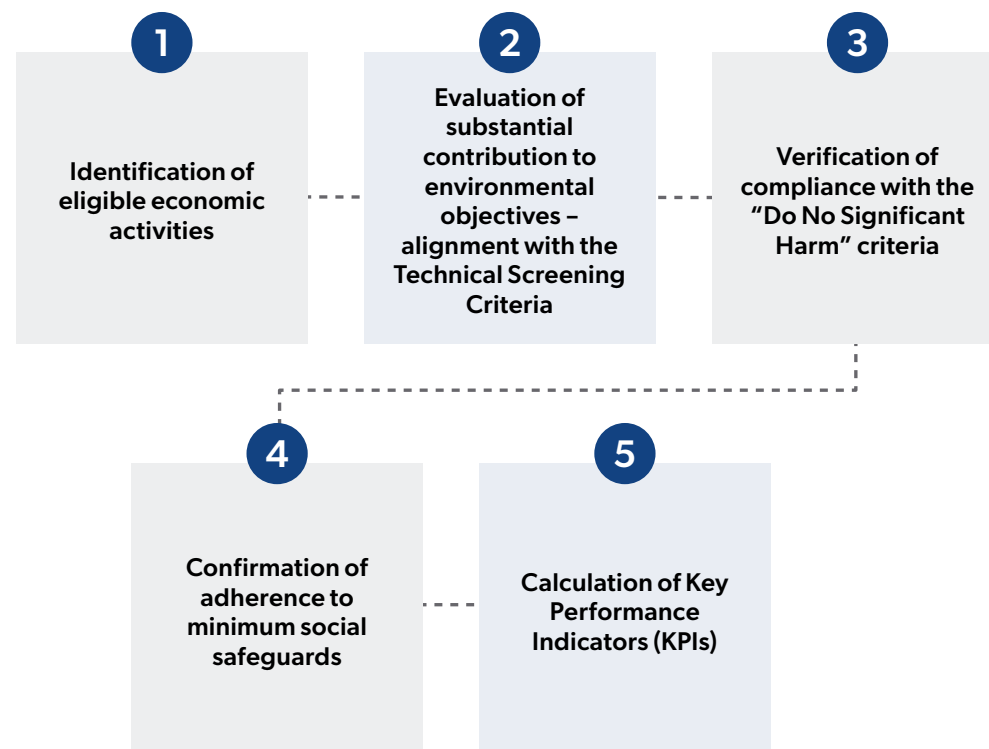 1
Identification of
eligible economic
activities
2
Evaluation of
substantial
contribution to
environmental
objectives –
alignment with the
Technical Screening
Criteria
3
Verification of
compliance with the
“Do No Significant
Harm” criteria
4
Confirmation of
adherence to
minimum social
safeguards
5
Calculation of Key
Performance
Indicators (KPIs)